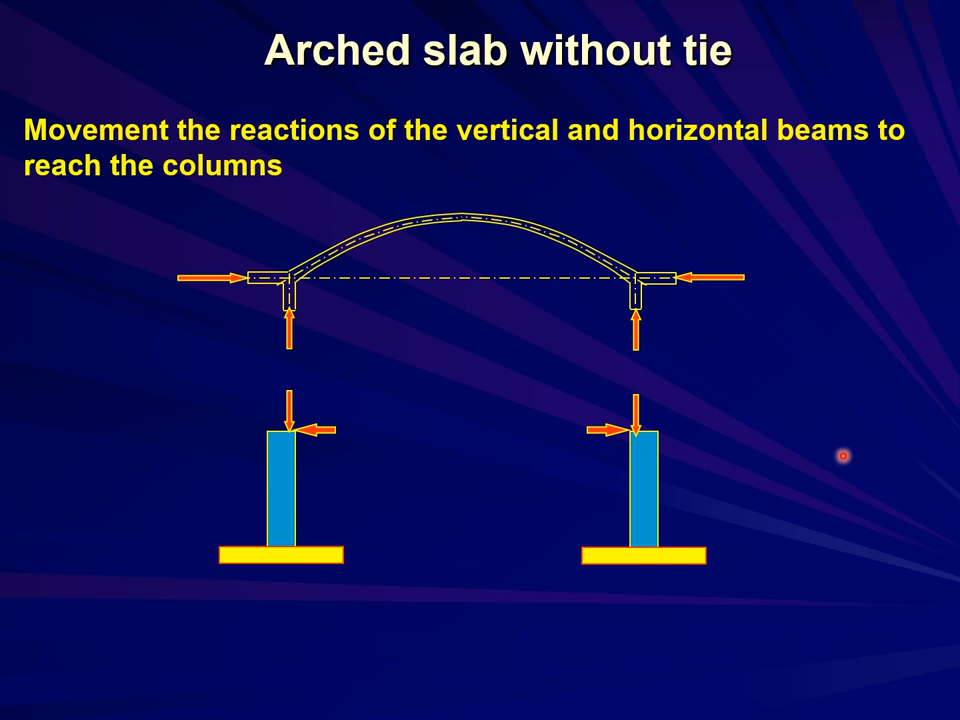 Arched slab without tie
Movement the reactions of the vertical and horizontal beams to
reach the columns